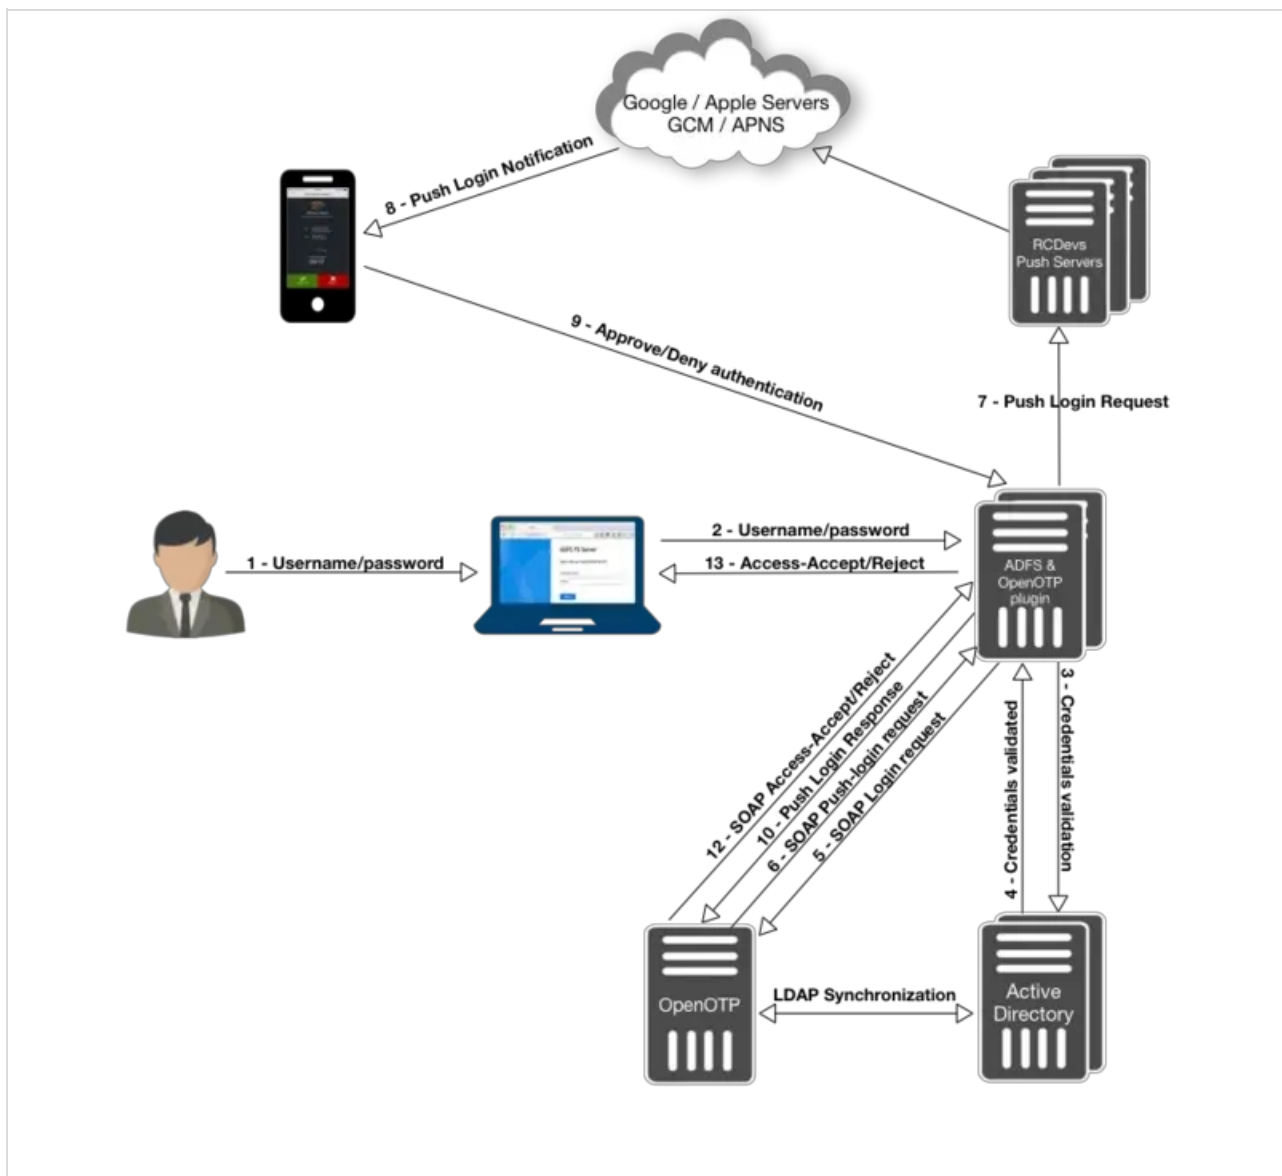 Google / Apple Servers
GCM / APNS
8 - Push Login Notification
RCDevs
Push Servers
9 - Approve/Deny authentication
7 - Push Login Request
1 - Username/password
2 - Username/password
13 - Access-Accept/Reject
ADFS &
OpenOTP
plugin
12 - SOAP Access-Accept/Reject
10 - Push Login Response
6 - SOAP Push-login request
5 - SOAP Login request
4 - Credentials validated
3 - Credentials validation
OpenOTP
LDAP Synchronization
Active
Directory